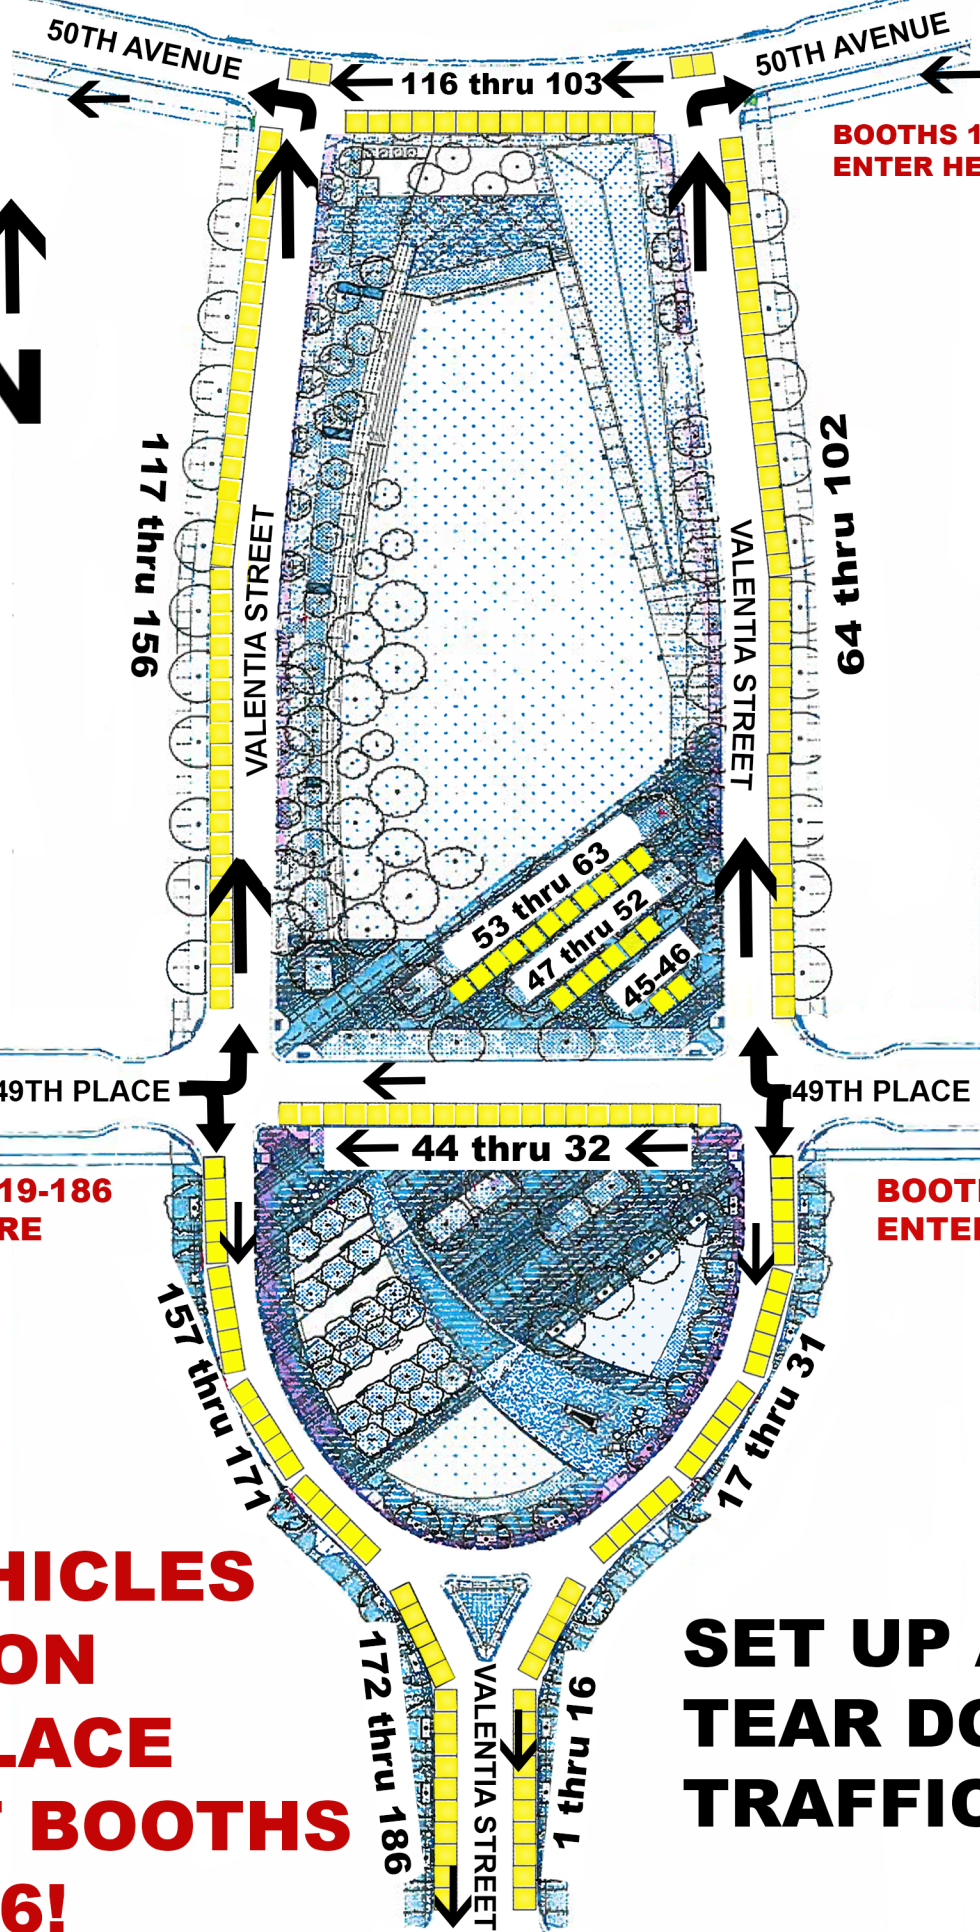 50TH AVENUE
50TH AVENUE
116 thru 103
BOOTHS 1
ENTER HE
N
117 thru 156
VALENTIA STREET
VALENTIA STREET
64 thru 102
53 thru 63
47 thru 52
45-46
49TH PLACE
49TH PLACE
44 thru 32
19-186
RE
BOOT
ENTE
157 thru 171
17 thru 31
HICLES
ON
LACE
T BOOTHS
6!
172 thru 186
VALENTIA STREET
1 thru 16
SET UP
TEAR DO
TRAFFIC